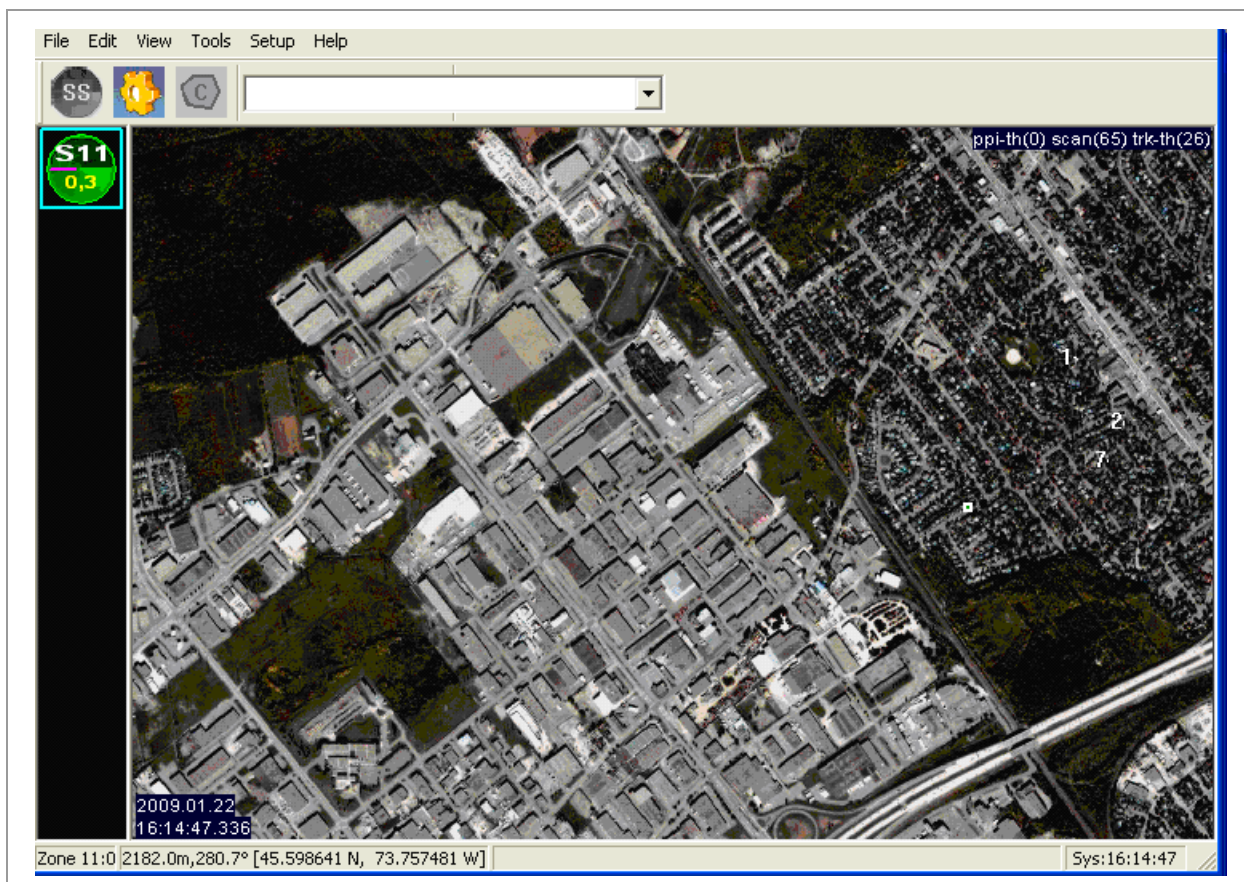 File Edit View Tools Setup Help
SS C
S11
0,3
ppi-th(0) scan(65) trk-th(26)
1
2
7
2009.01.22
16:14:47.336
Zone 11:0 2182.0m,280.7° [45.598641 N, 73.757481 W] Sys:16:14:47